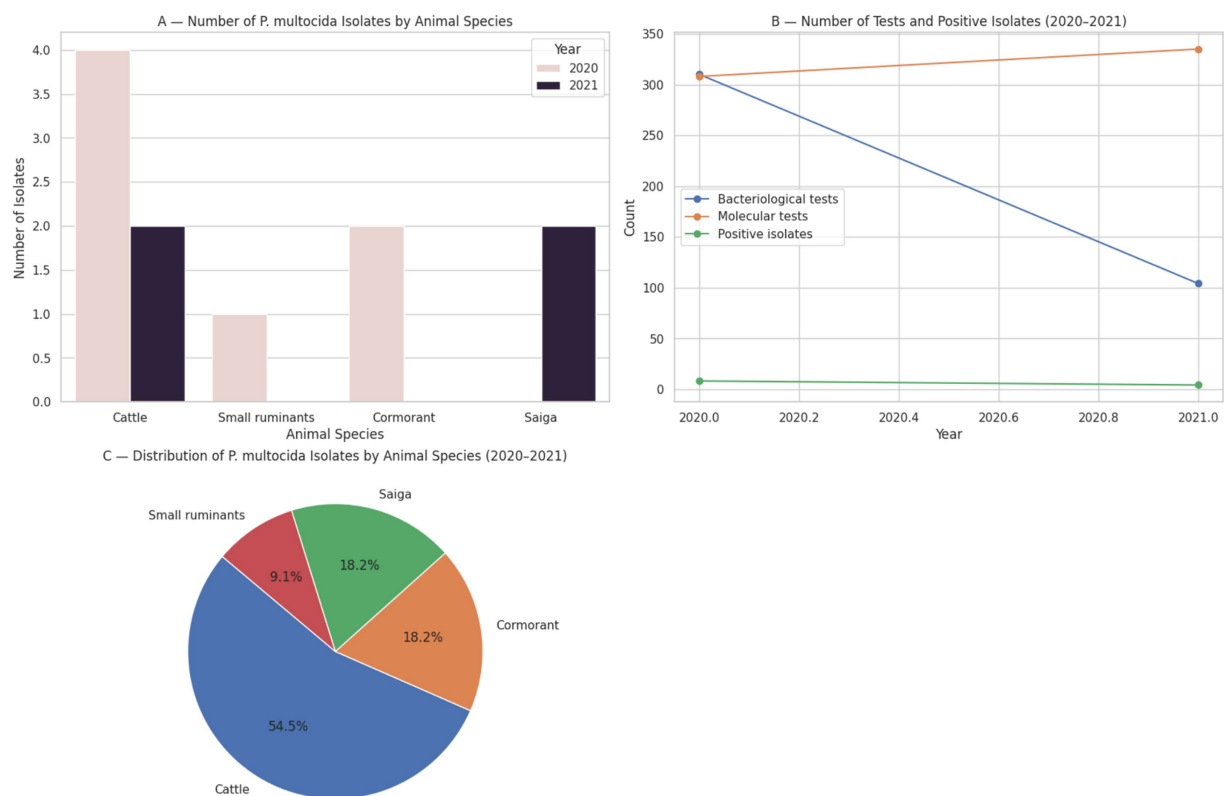 A — Number of P. multocida Isolates by Animal Species
Year
2020
2021
Number of Isolates
4.0
3.5
3.0
2.5
2.0
1.5
1.0
0.5
0.0
Cattle
Small ruminants
Cormorant
Saiga
Animal Species
B — Number of Tests and Positive Isolates (2020–2021)
Count
350
300
250
200
150
100
50
0
Bacteriological tests
Molecular tests
Positive isolates
2020.0
2020.2
2020.4
2020.6
2020.8
2021.0
Year
C — Distribution of P. multocida Isolates by Animal Species (2020–2021)
Saiga
Small ruminants
18.2%
9.1%
Cormorant
18.2%
54.5%
Cattle